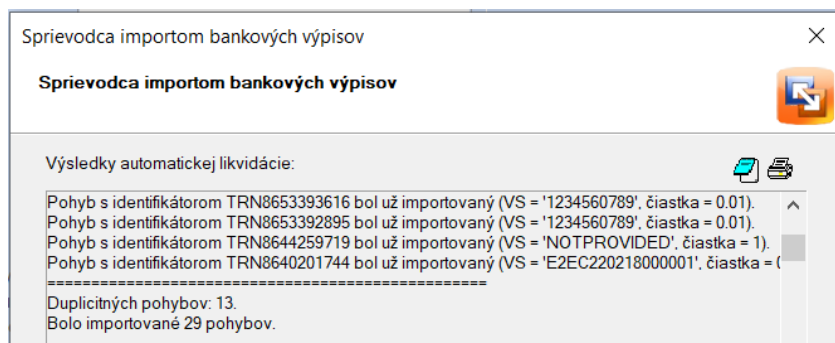 Sprievodca importom bankových výpisov
Sprievodca importom bankových výpisov
Výsledky automatickej likvidácie:
Pohyb s identifikátorom TRN8653393616 bol už importovaný (VS = '1234560789', čiastka = 0.01).
Pohyb s identifikátorom TRN8653392895 bol už importovaný (VS = '1234560789', čiastka = 0.01).
Pohyb s identifikátorom TRN8644259719 bol už importovaný (VS = 'NOTPROVIDED', čiastka = 1).
Pohyb s identifikátorom TRN8640201744 bol už importovaný (VS = 'E2EC220218000001', čiastka =
==================================================
Duplicitných pohybov: 13.
Bolo importované 29 pohybov.